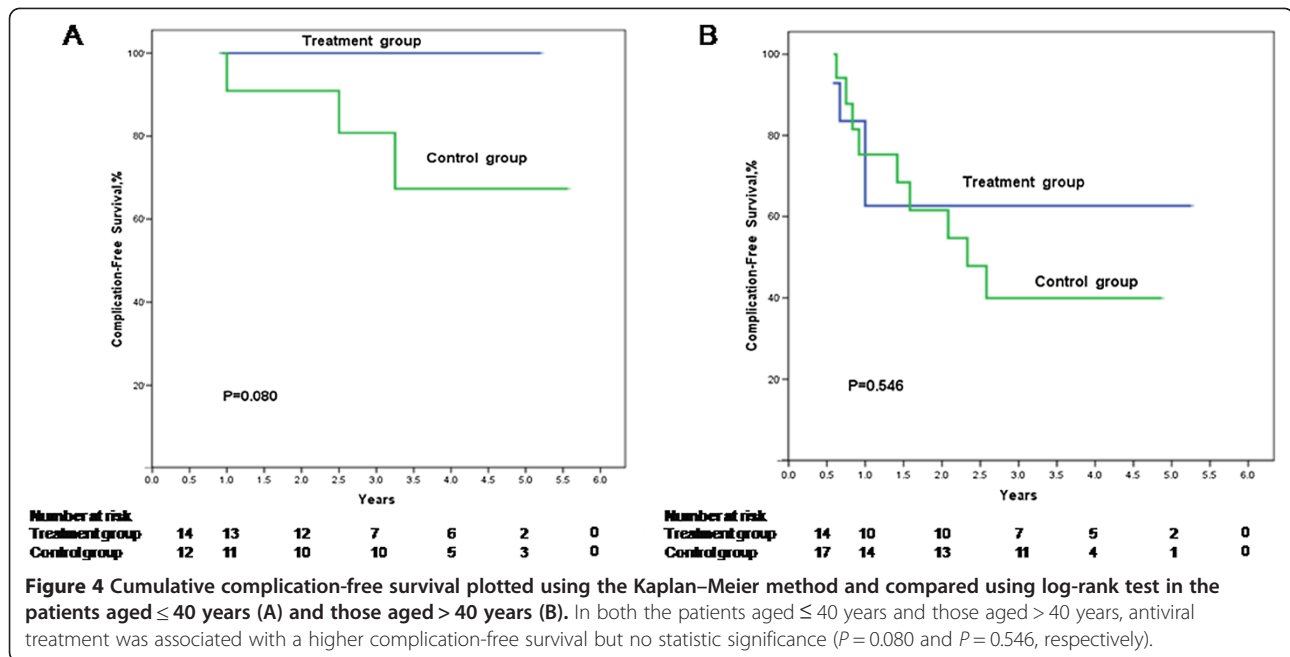 A
Treatment group
Control group
Complication-Free Survival,%
100
80
60
40
20
P=0.080
0.0 0.5 1.0 1.5 2.0 2.5 3.0 3.5 4.0 4.5 5.0 5.5 6.0
Years
Number at risk
Treatment group 14 13 12 7 6 2 0
Control group 12 11 10 10 5 3 0
B
Treatment group
Control group
Complication-Free Survival,%
100
80
60
40
20
P=0.546
0.0 0.5 1.0 1.5 2.0 2.5 3.0 3.5 4.0 4.5 5.0 5.5 6.0
Years
Number at risk
Treatment group 14 10 10 7 5 2 0
Control group 17 14 13 11 4 1 0
Figure 4 Cumulative complication-free survival plotted using the Kaplan–Meier method and compared using log-rank test in the
patients aged ≤ 40 years (A) and those aged > 40 years (B). In both the patients aged ≤ 40 years and those aged > 40 years, antiviral
treatment was associated with a higher complication-free survival but no statistic significance (P = 0.080 and P = 0.546, respectively).